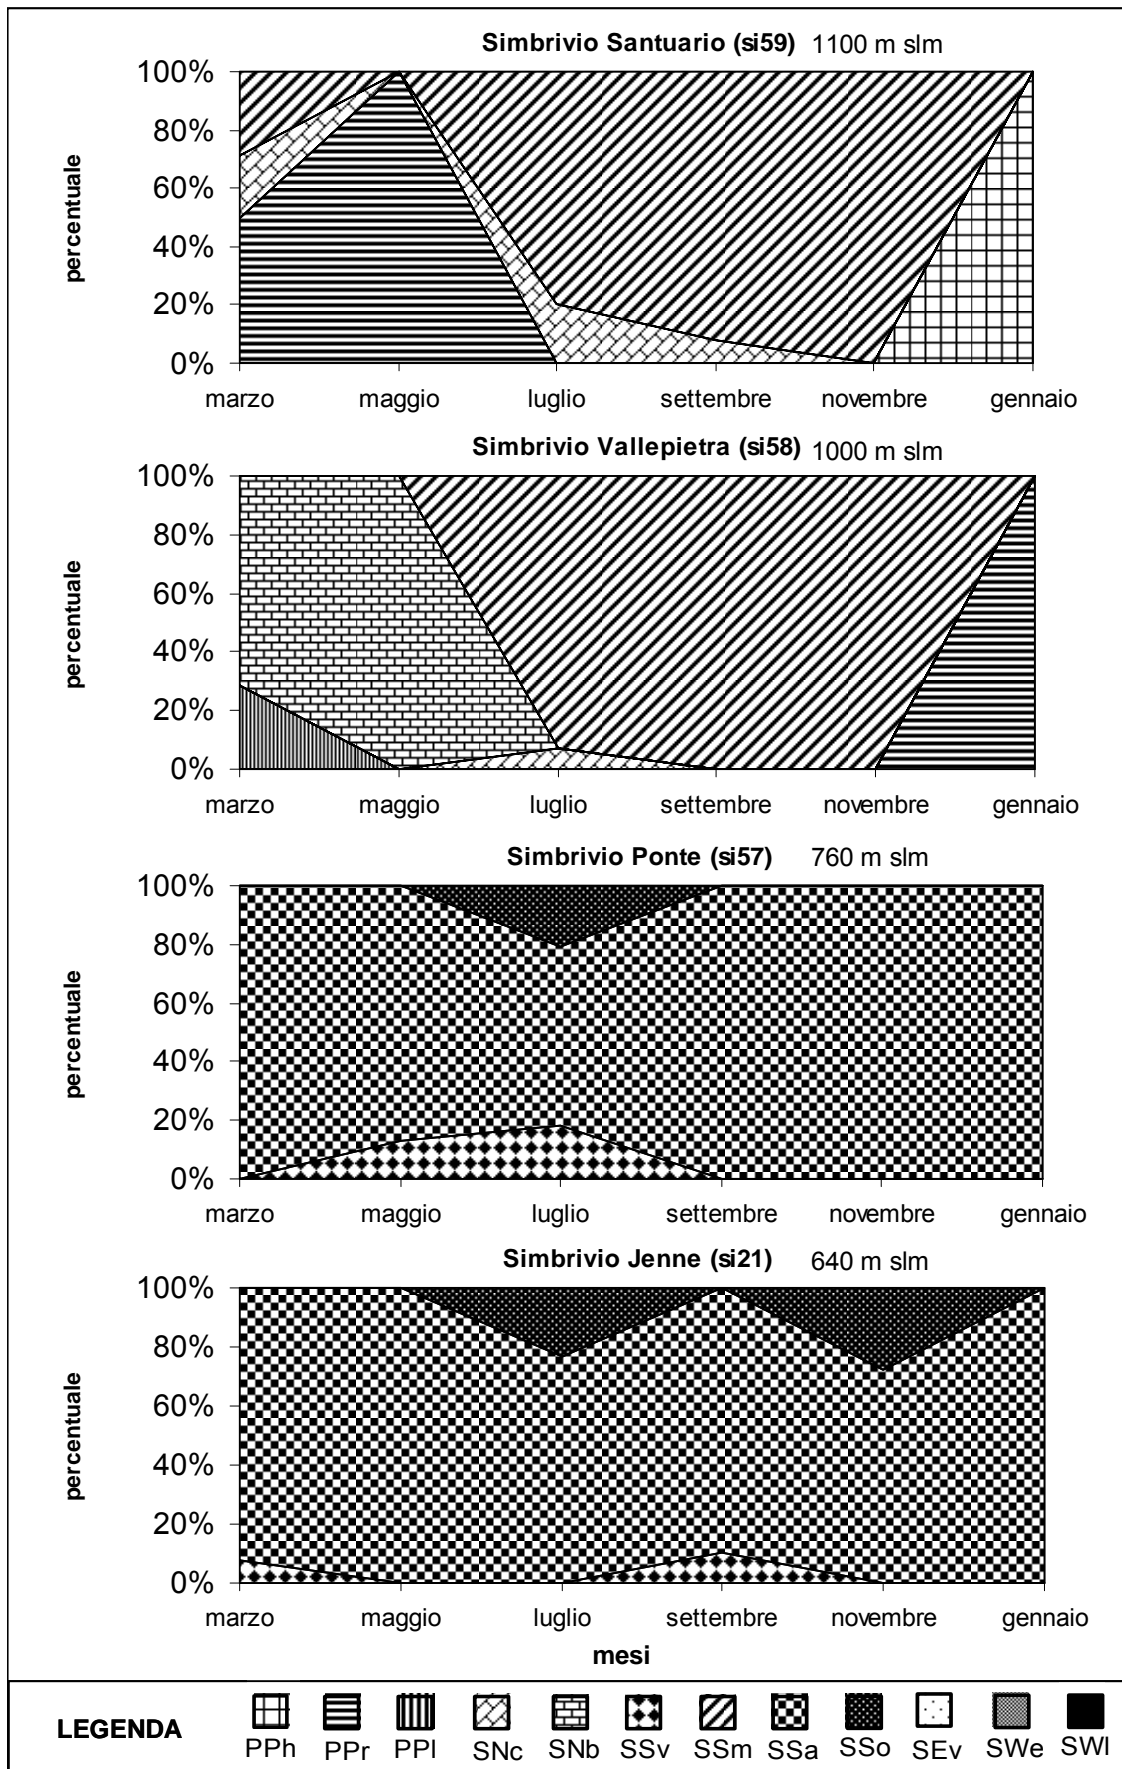 Simbrivio Santuario (si59) 1100 m slm
100%
80%
60%
40%
20%
0%
percentuale
marzo maggio luglio settembre novembre gennaio
Simbrivio Vallepietra (si58) 1000 m slm
100%
80%
60%
40%
20%
0%
percentuale
marzo maggio luglio settembre novembre gennaio
Simbrivio Ponte (si57) 760 m slm
100%
80%
60%
40%
20%
0%
percentuale
marzo maggio luglio settembre novembre gennaio
Simbrivio Jenne (si21) 640 m slm
100%
80%
60%
40%
20%
0%
percentuale
marzo maggio luglio settembre novembre gennaio
mesi
LEGENDA
PPh PPr PPl SNc SNb SSv SSm SSa SSo SEv SWe SWl